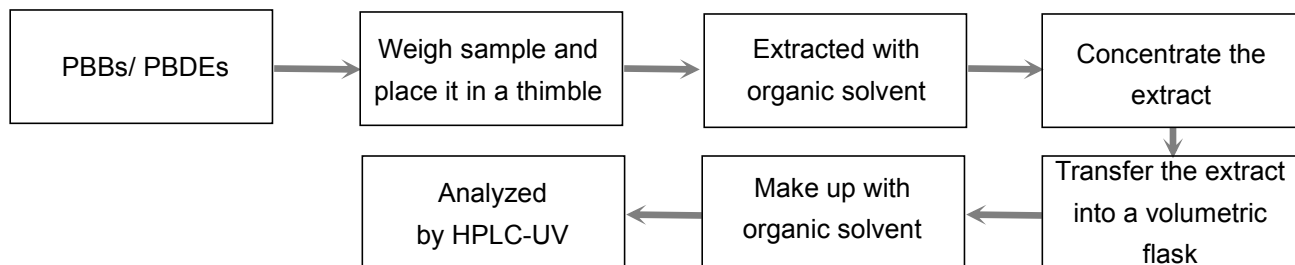 PBBs/ PBDEs
Weigh sample and
place it in a thimble
Extracted with
organic solvent
Concentrate the
extract
Transfer the extract
into a volumetric
flask
Make up with
organic solvent
Analyzed
by HPLC-UV